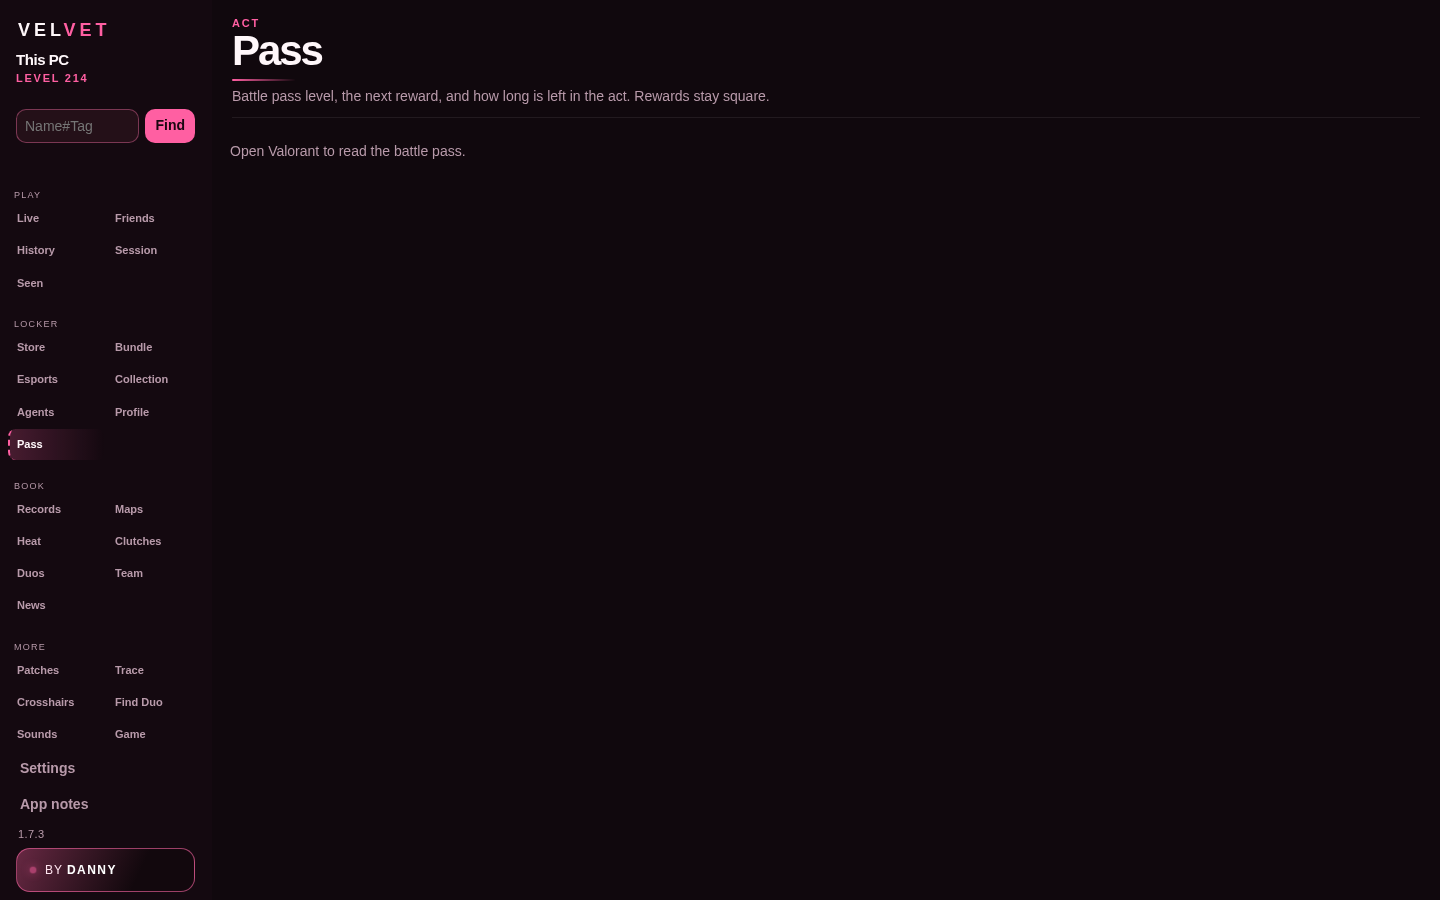 VELVET
This PC
LEVEL 214
Name#Tag
Find
PLAY
Live
Friends
History
Session
Seen
LOCKER
Store
Bundle
Esports
Collection
Agents
Profile
Pass
BOOK
Records
Maps
Heat
Clutches
Duos
Team
News
MORE
Patches
Trace
Crosshairs
Find Duo
Sounds
Game
Settings
App notes
1.7.3
BY DANNY
ACT
Pass
Battle pass level, the next reward, and how long is left in the act. Rewards stay square.
Open Valorant to read the battle pass.